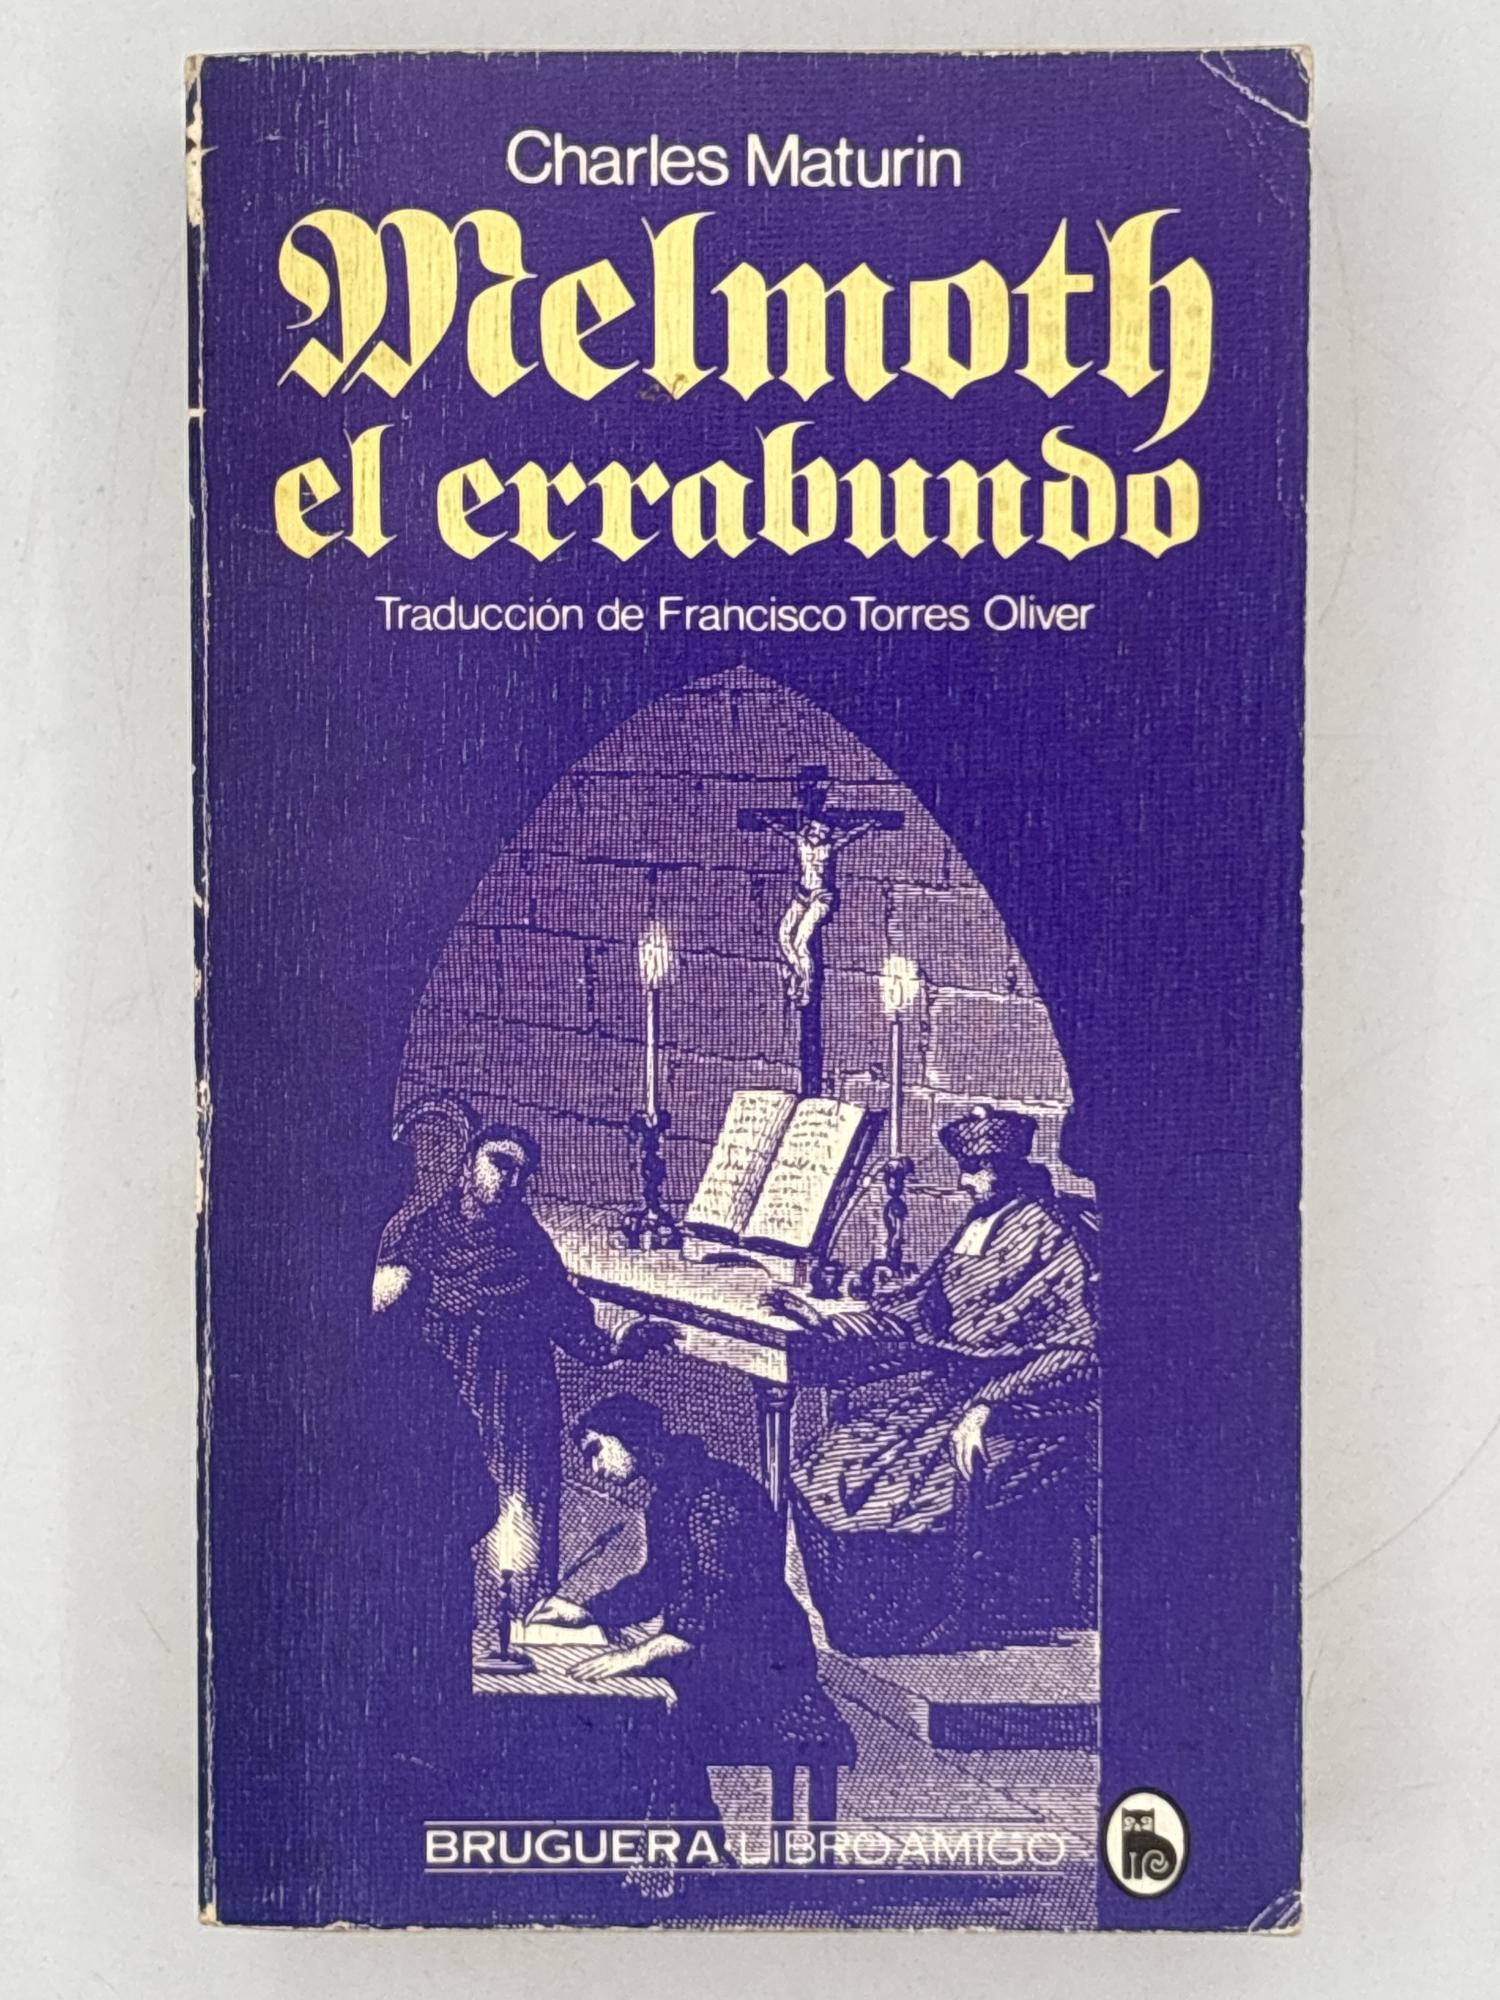 Charles Maturin
Melmoth
el errabundo
Traducción de Francisco Torres Oliver
BRUGUERA·LIBRO AMIGO